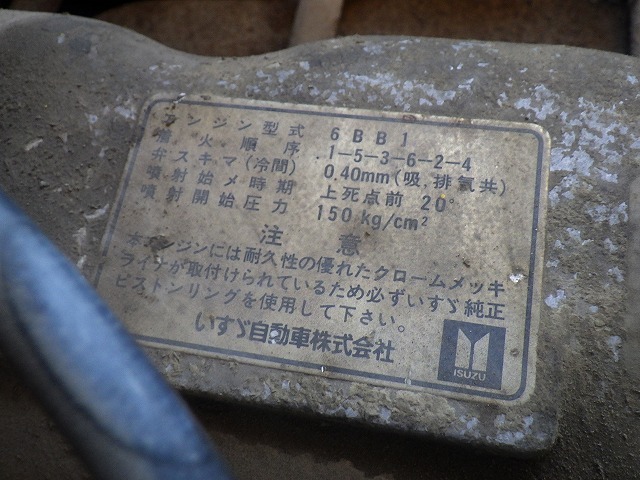 エンジン型式 6BB1
着火順序 1-5-3-6-2-4
弁スキマ(冷間) 0.40mm(吸,排氣共)
噴射始メ時期 上死点前 20°
噴射開始圧力 150 kg/cm²
注意
本エンジンには耐久性の優れたクロームメッキ
ライナが取付けられているため必ずいすゞ純正
ピストンリングを使用して下さい。
いすゞ自動車株式会社
ISUZU